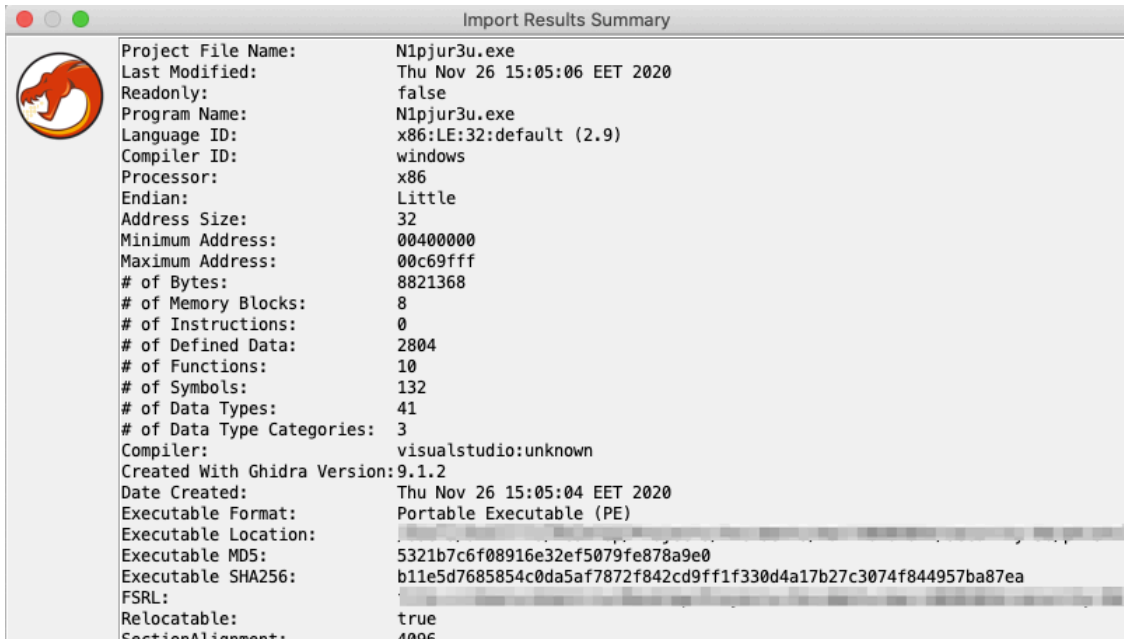 Import Results Summary
Project File Name: N1pjur3u.exe
Last Modified: Thu Nov 26 15:05:06 EET 2020
Readonly: false
Program Name: N1pjur3u.exe
Language ID: x86:LE:32:default (2.9)
Compiler ID: windows
Processor: x86
Endian: Little
Address Size: 32
Minimum Address: 00400000
Maximum Address: 00c69fff
# of Bytes: 8821368
# of Memory Blocks: 8
# of Instructions: 0
# of Defined Data: 2804
# of Functions: 10
# of Symbols: 132
# of Data Types: 41
# of Data Type Categories: 3
Compiler: visualstudio:unknown
Created With Ghidra Version: 9.1.2
Date Created: Thu Nov 26 15:05:04 EET 2020
Executable Format: Portable Executable (PE)
Executable Location:
Executable MD5: 5321b7c6f08916e32ef5079fe878a9e0
Executable SHA256: b11e5d7685854c0da5af7872f842cd9ff1f330d4a17b27c3074f844957ba87ea
FSRL:
Relocatable: true
SectionAlignment: 4096